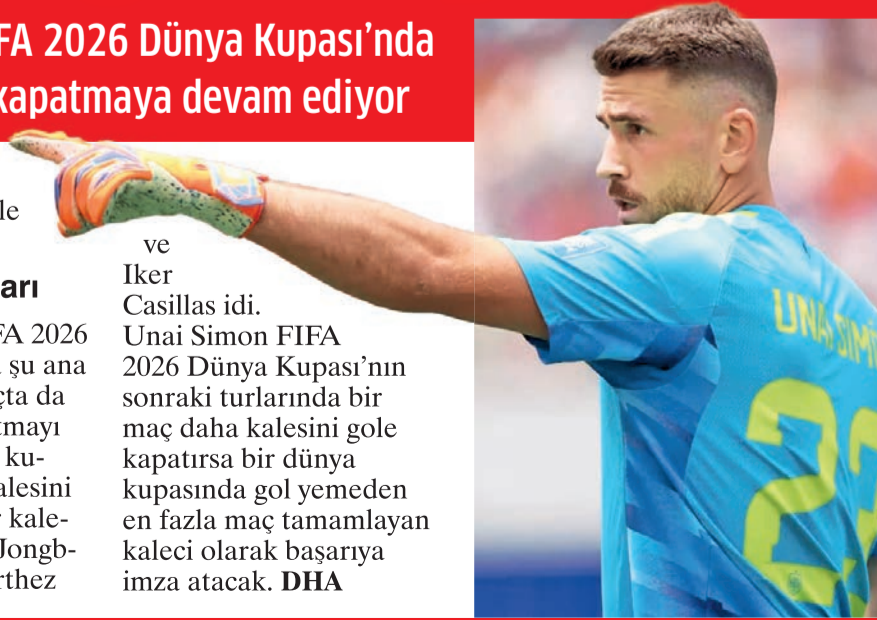 FA 2026 Dünya Kupası’nda
kapatmaya devam ediyor
le
arı
FA 2026
şu ana
çta da
tmayı
ku-
alesini
kale-
Jongb-
rthez
ve
Iker
Casillas idi.
Unai Simon FIFA
2026 Dünya Kupası’nın
sonraki turlarında bir
maç daha kalesini gole
kapatırsa bir dünya
kupasında gol yemeden
en fazla maç tamamlayan
kaleci olarak başarıya
imza atacak. DHA
UNAI SIM
23